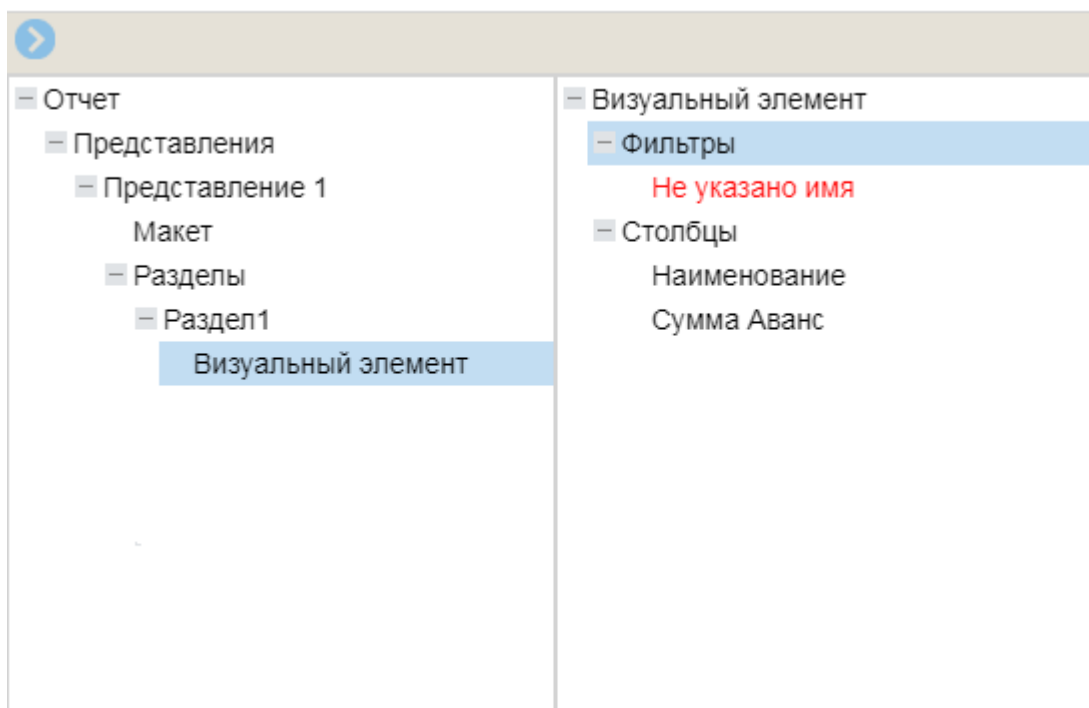 Отчет
Представления
Представление 1
Макет
Разделы
Раздел1
Визуальный элемент
Визуальный элемент
Фильтры
Не указано имя
Столбцы
Наименование
Сумма Аванс